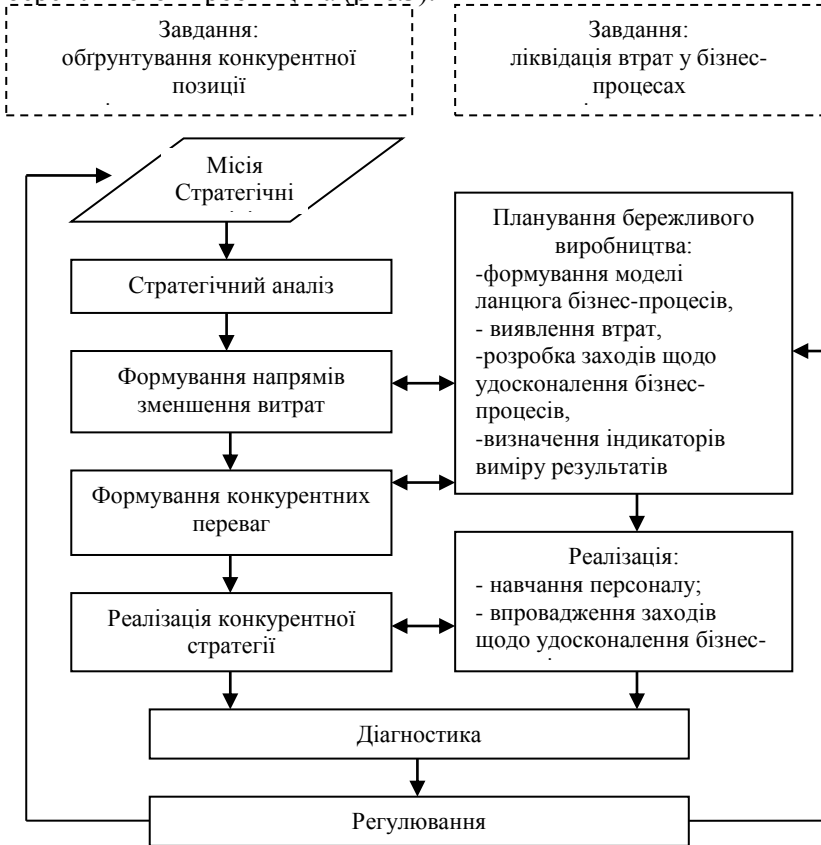 Завдання:
обґрунтування конкурентної
позиції
Завдання:
ліквідація втрат у бізнес-
процесах
Місія
Стратегічні
Стратегічний аналіз
Формування напрямів
зменшення витрат
Формування конкурентних
переваг
Реалізація конкурентної
стратегії
Планування бережливого
виробництва:
-формування моделі
ланцюга бізнес-процесів,
- виявлення втрат,
-розробка заходів щодо
удосконалення бізнес-
процесів,
-визначення індикаторів
виміру результатів
Реалізація:
- навчання персоналу;
- впровадження заходів
щодо удосконалення бізнес-
Діагностика
Регулювання